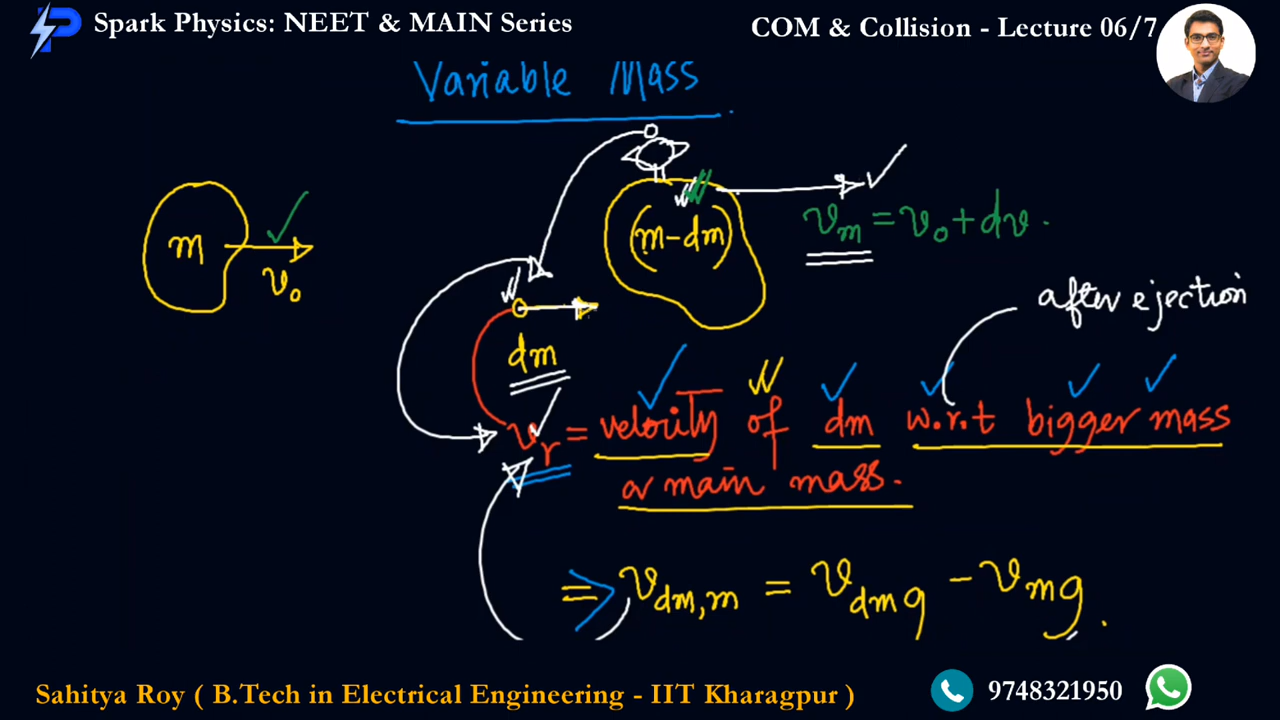 Spark Physics: NEET & MAIN Series
COM & Collision - Lecture 06/7
Variable Mass
m
v₀
(m-dm)
v_m = v₀ + dv.
after ejection
dm
v_r = velocity of dm w.r.t bigger mass
or main mass.
⇒ v_dm,m = v_dmg - v_mg.
Sahitya Roy ( B.Tech in Electrical Engineering - IIT Kharagpur )
9748321950